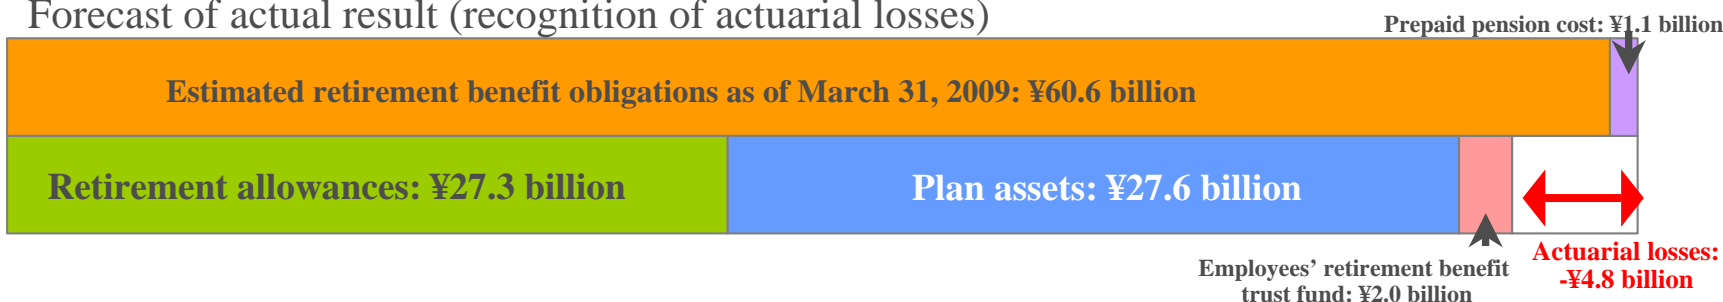 Forecast of actual result (recognition of actuarial losses)
Prepaid pension cost: ¥1.1 billion
Estimated retirement benefit obligations as of March 31, 2009: ¥60.6 billion
Retirement allowances: ¥27.3 billion
Plan assets: ¥27.6 billion
Employees’ retirement benefit
trust fund: ¥2.0 billion
Actuarial losses:
-¥4.8 billion